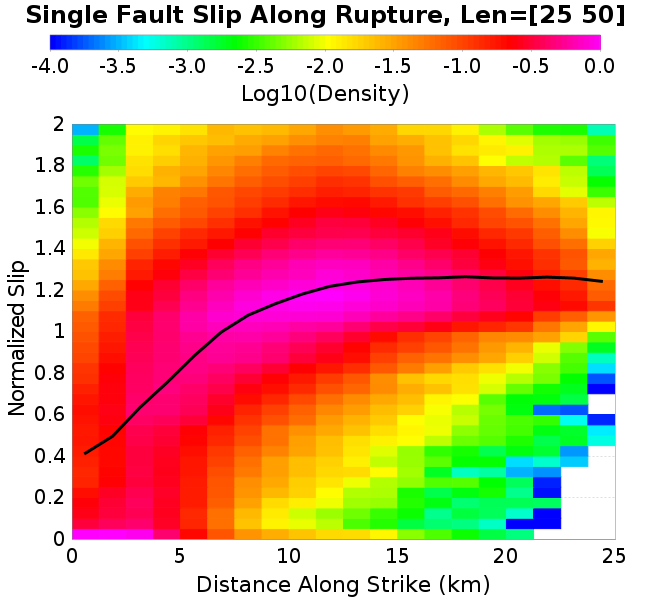 Single Fault Slip Along Rupture, Len=[25 50]
-4.0 -3.5 -3.0 -2.5 -2.0 -1.5 -1.0 -0.5 0.0
Log10(Density)
Normalized Slip
2
1.8
1.6
1.4
1.2
1
0.8
0.6
0.4
0.2
0
0 5 10 15 20 25
Distance Along Strike (km)